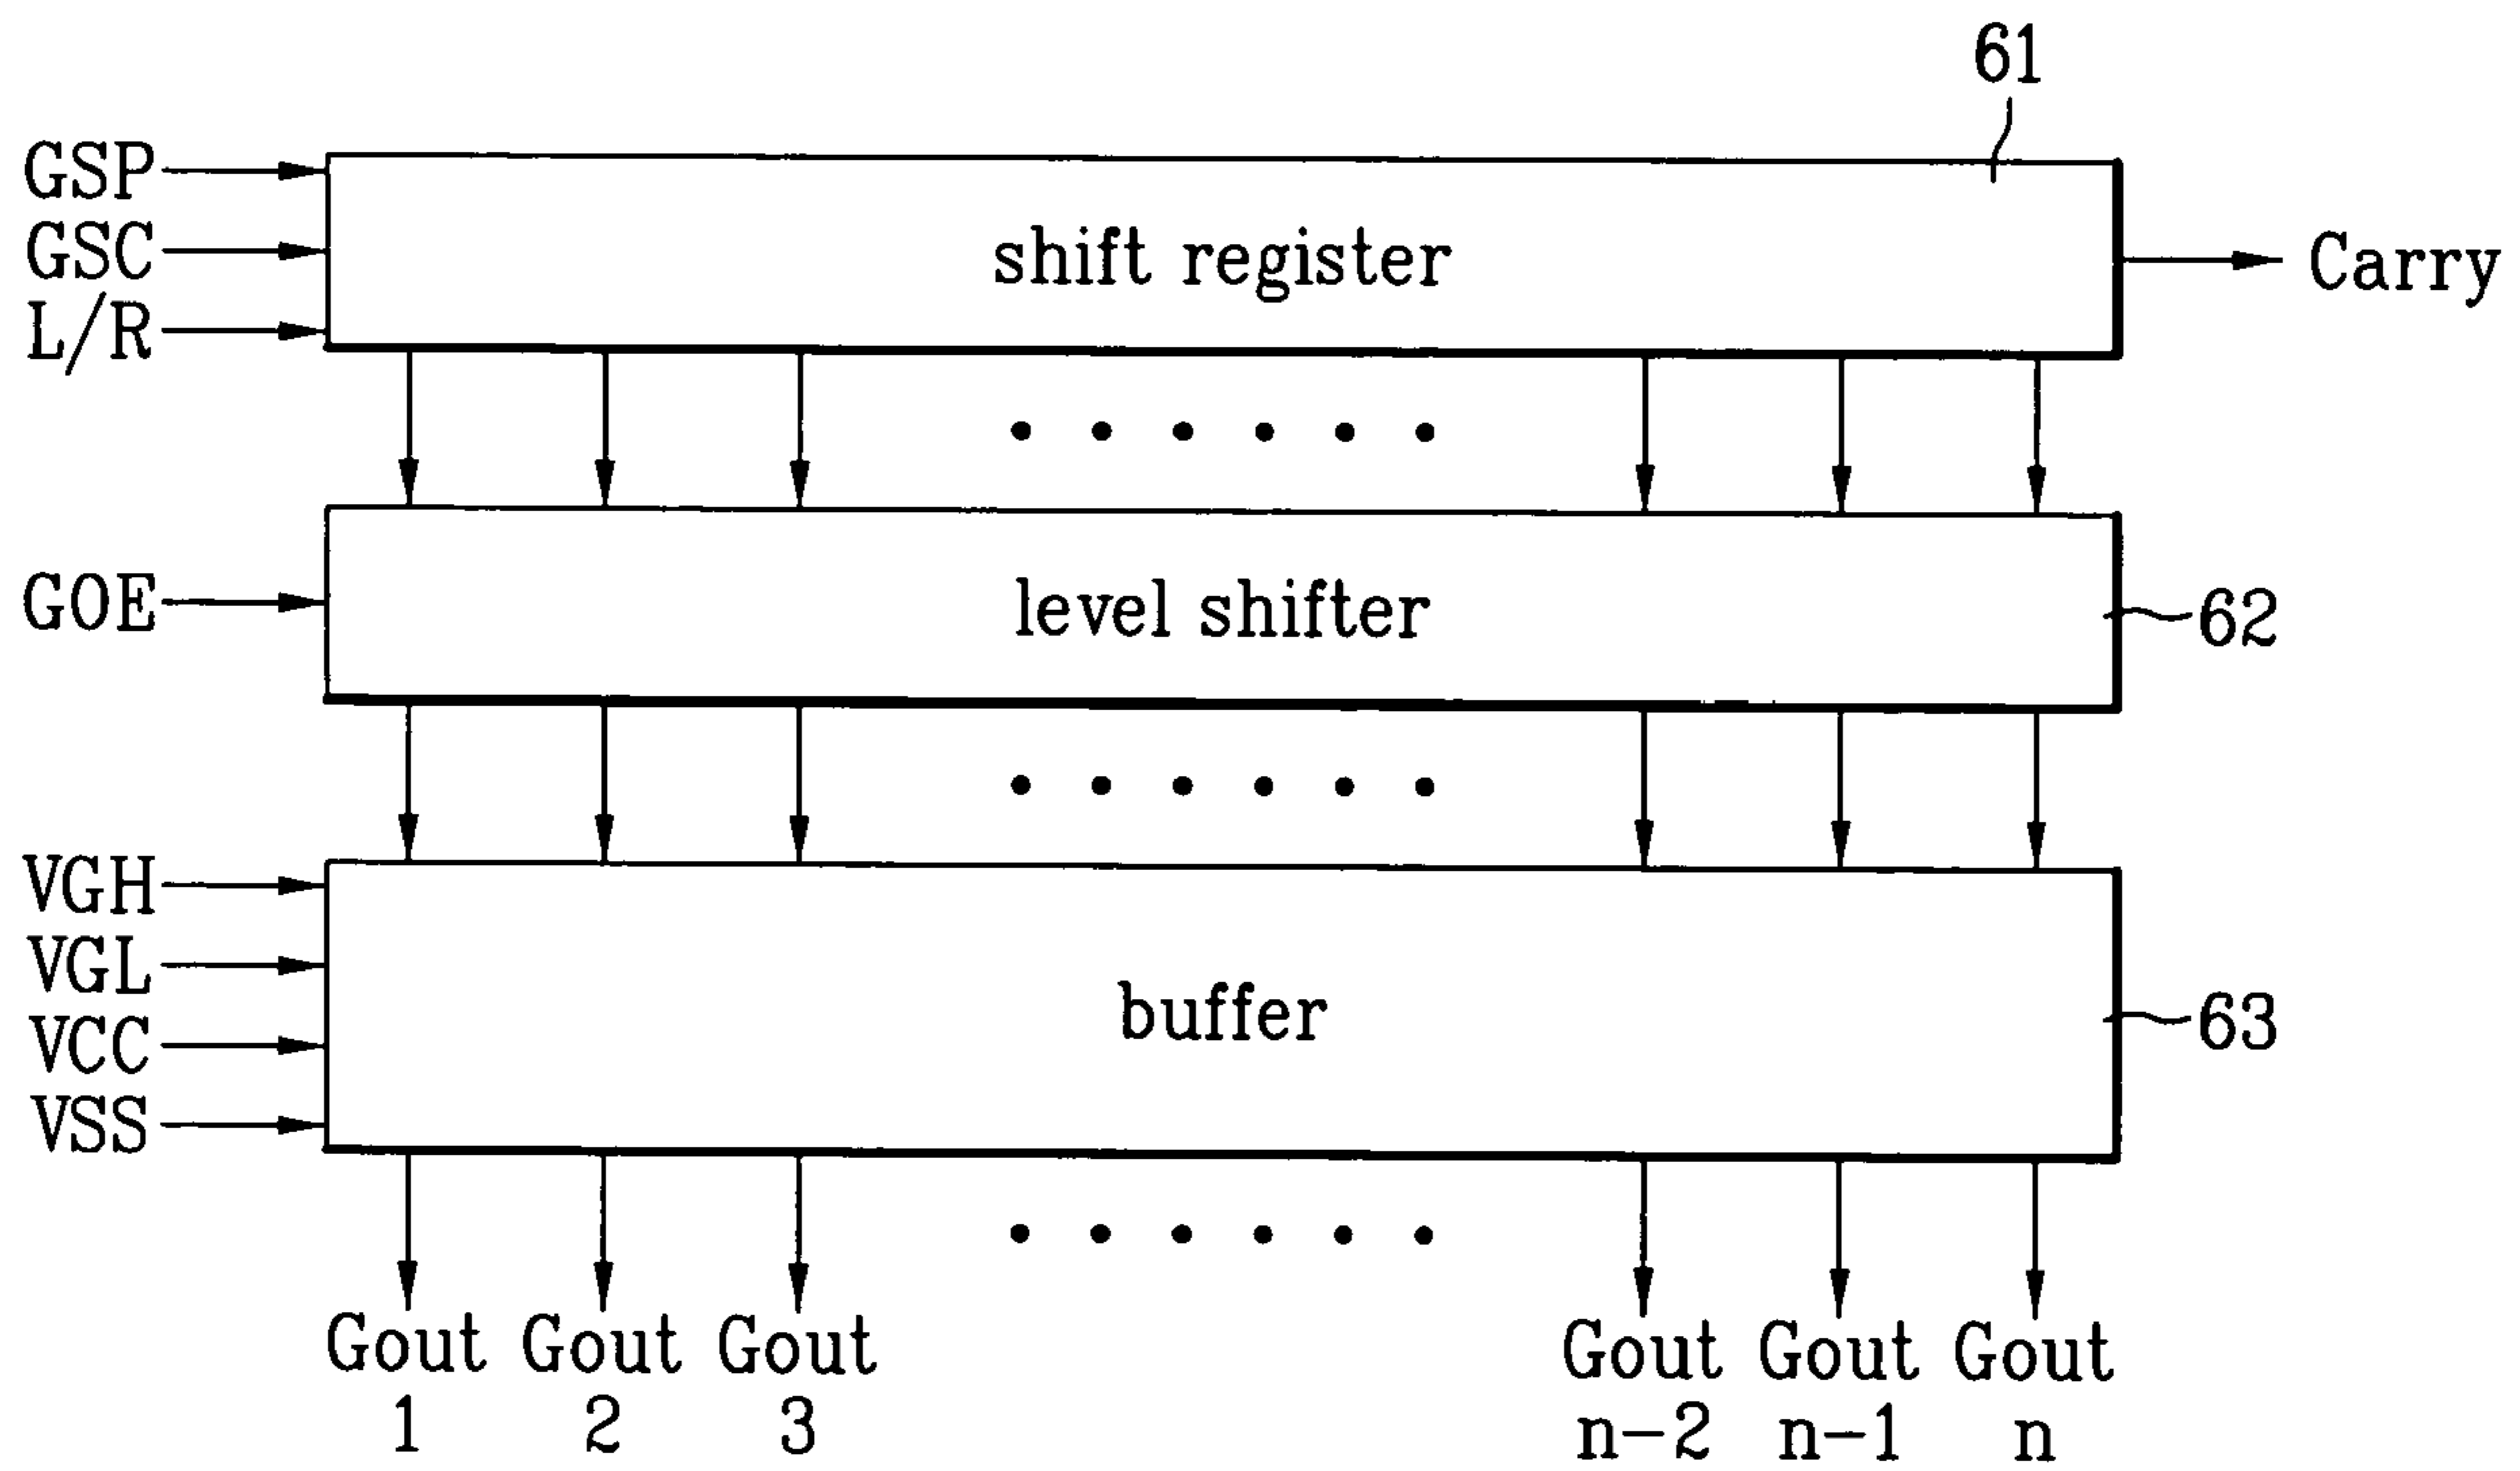 61
GSP
GSC
L/R
shift register
Carry
GOE
level shifter
62
VGH
VGL
VCC
VSS
buffer
63
Gout 1
Gout 2
Gout 3
Gout n-2
Gout n-1
Gout n